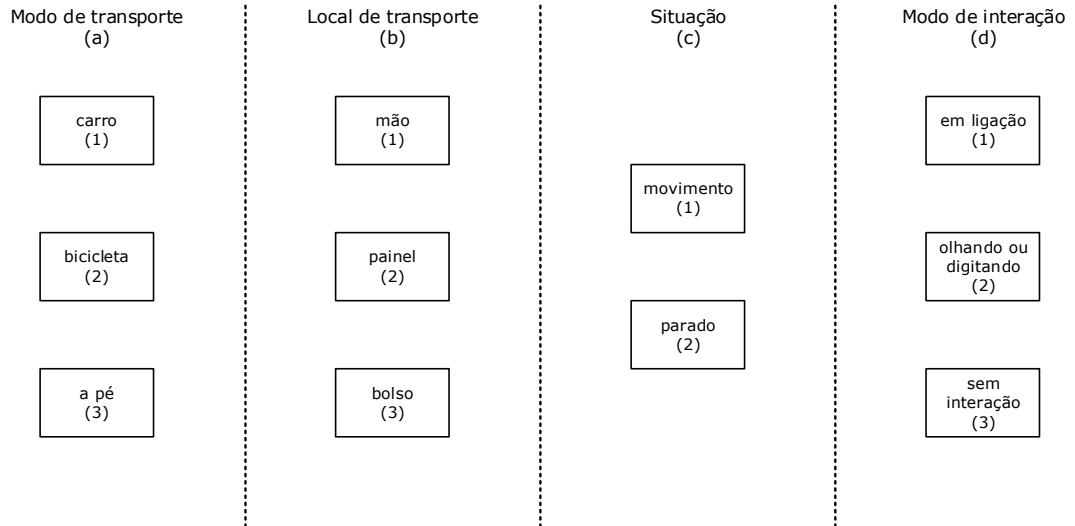 Modo de transporte
(a)
carro
(1)
bicicleta
(2)
a pé
(3)
Local de transporte
(b)
mão
(1)
painel
(2)
bolso
(3)
Situação
(c)
movimento
(1)
parado
(2)
Modo de interação
(d)
em ligação
(1)
olhando ou
digitando
(2)
sem
interação
(3)